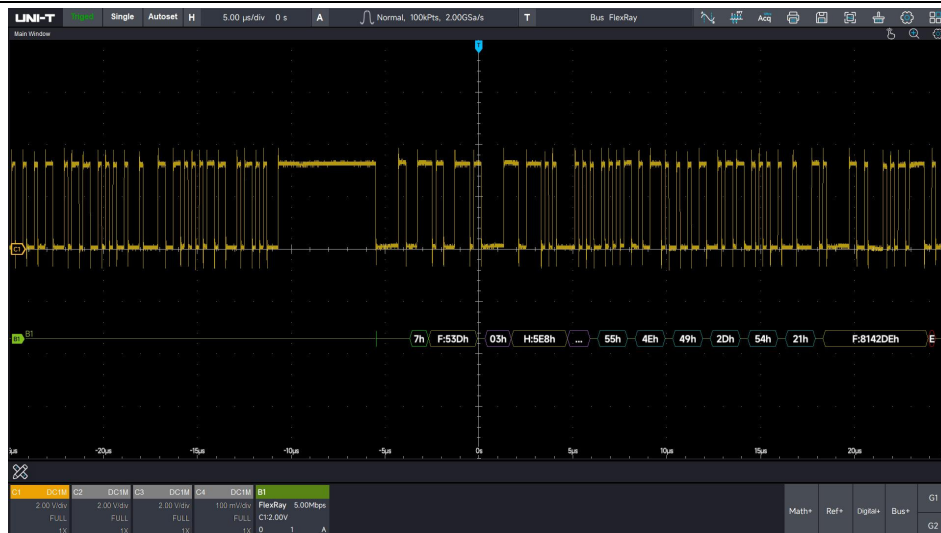 UNI-T Triged Single Autoset H 5.00 μs/div 0 s A Normal, 100kPts, 2.00GSa/s T Bus FlexRay Acq
Main Window
T
C1
B1 B1 7h F:53Dh 03h H:5E8h ... 55h 4Eh 49h 2Dh 54h 21h F:8142DEh E
-20μs -15μs -10μs -5μs 0s 5μs 10μs 15μs 20μs
C1 DC1M C2 DC1M C3 DC1M C4 DC1M B1
2.00 V/div 2.00 V/div 2.00 V/div 100 mV/div FlexRay 5.00Mbps
FULL FULL FULL FULL C1:2.00V
1X 1X 1X 1X 0 1 A
Math+ Ref+ Digital+ Bus+ G1
G2